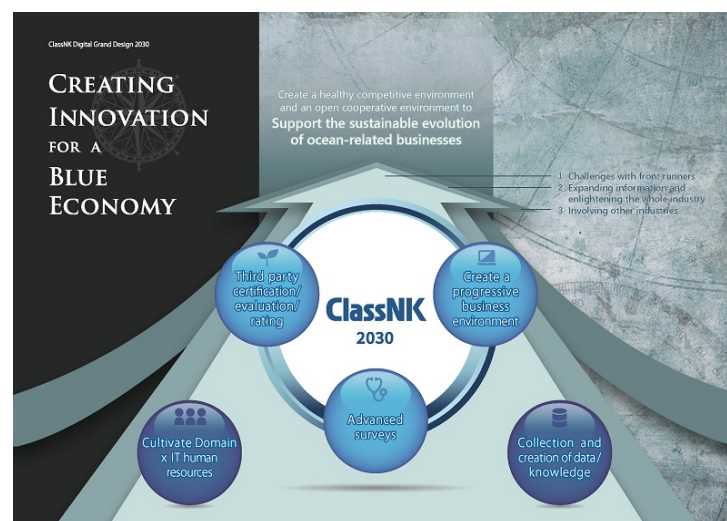 ClassNK Digital Grand Design 2030
CREATING
INNOVATION
FOR A
BLUE
ECONOMY
Create a healthy competitive environment
and an open cooperative environment to
Support the sustainable evolution
of ocean-related businesses
1 Challenges with front runners
2 Expanding information and
enlightening the whole industry
3 Involving other industries
Third party
certification/
evaluation/
rating
Create a
progressive
business
environment
ClassNK
2030
Advanced
surveys
Cultivate Domain
x IT human
resources
Collection and
creation of data/
knowledge